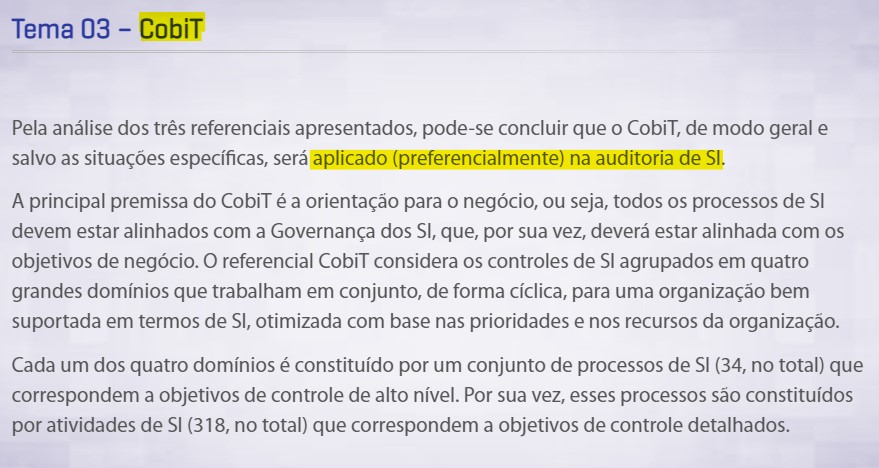 Tema 03 – CobiT
Pela análise dos três referenciais apresentados, pode-se concluir que o CobiT, de modo geral e
salvo as situações específicas, será aplicado (preferencialmente) na auditoria de SI.
A principal premissa do CobiT é a orientação para o negócio, ou seja, todos os processos de SI
devem estar alinhados com a Governança dos SI, que, por sua vez, deverá estar alinhada com os
objetivos de negócio. O referencial CobiT considera os controles de SI agrupados em quatro
grandes domínios que trabalham em conjunto, de forma cíclica, para uma organização bem
suportada em termos de SI, otimizada com base nas prioridades e nos recursos da organização.
Cada um dos quatro domínios é constituído por um conjunto de processos de SI (34, no total) que
correspondem a objetivos de controle de alto nível. Por sua vez, esses processos são constituídos
por atividades de SI (318, no total) que correspondem a objetivos de controle detalhados.